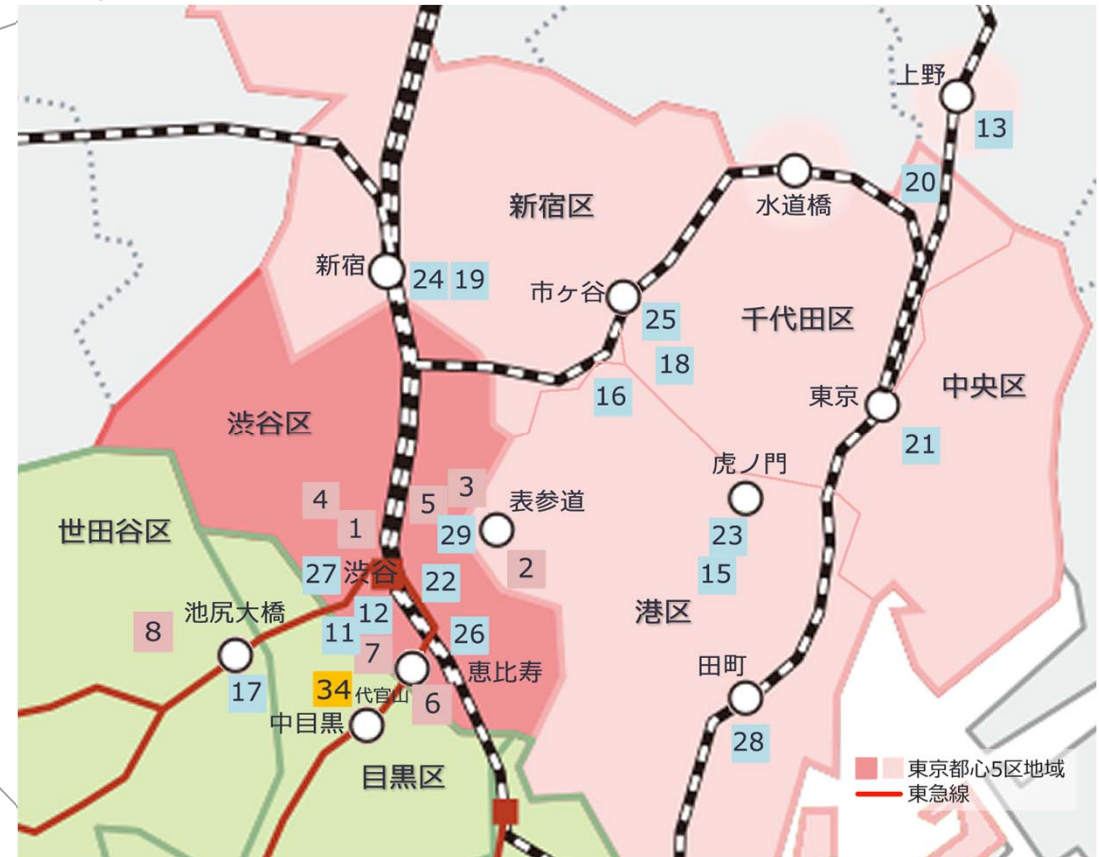 上野
13
20
水道橋
新宿区
新宿
24
19
市ヶ谷
25
千代田区
18
16
東京
中央区
21
渋谷区
虎ノ門
3
4
5
表参道
1
29
23
世田谷区
2
27
渋谷
22
15
池尻大橋
12
港区
8
11
26
7
田町
恵比寿
17
34
代官山
6
中目黒
28
目黒区
東京都心5区地域
東急線